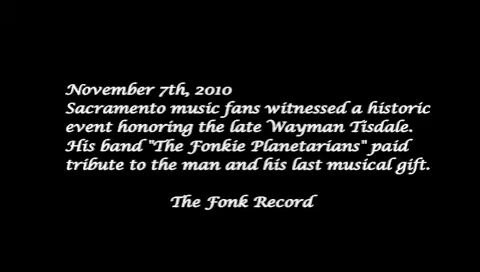 November 7th, 2010
Sacramento music fans witnessed a historic
event honoring the late Wayman Tisdale.
His band "The Fonkie Planetarians" paid
tribute to the man and his last musical gift.
The Fonk Record